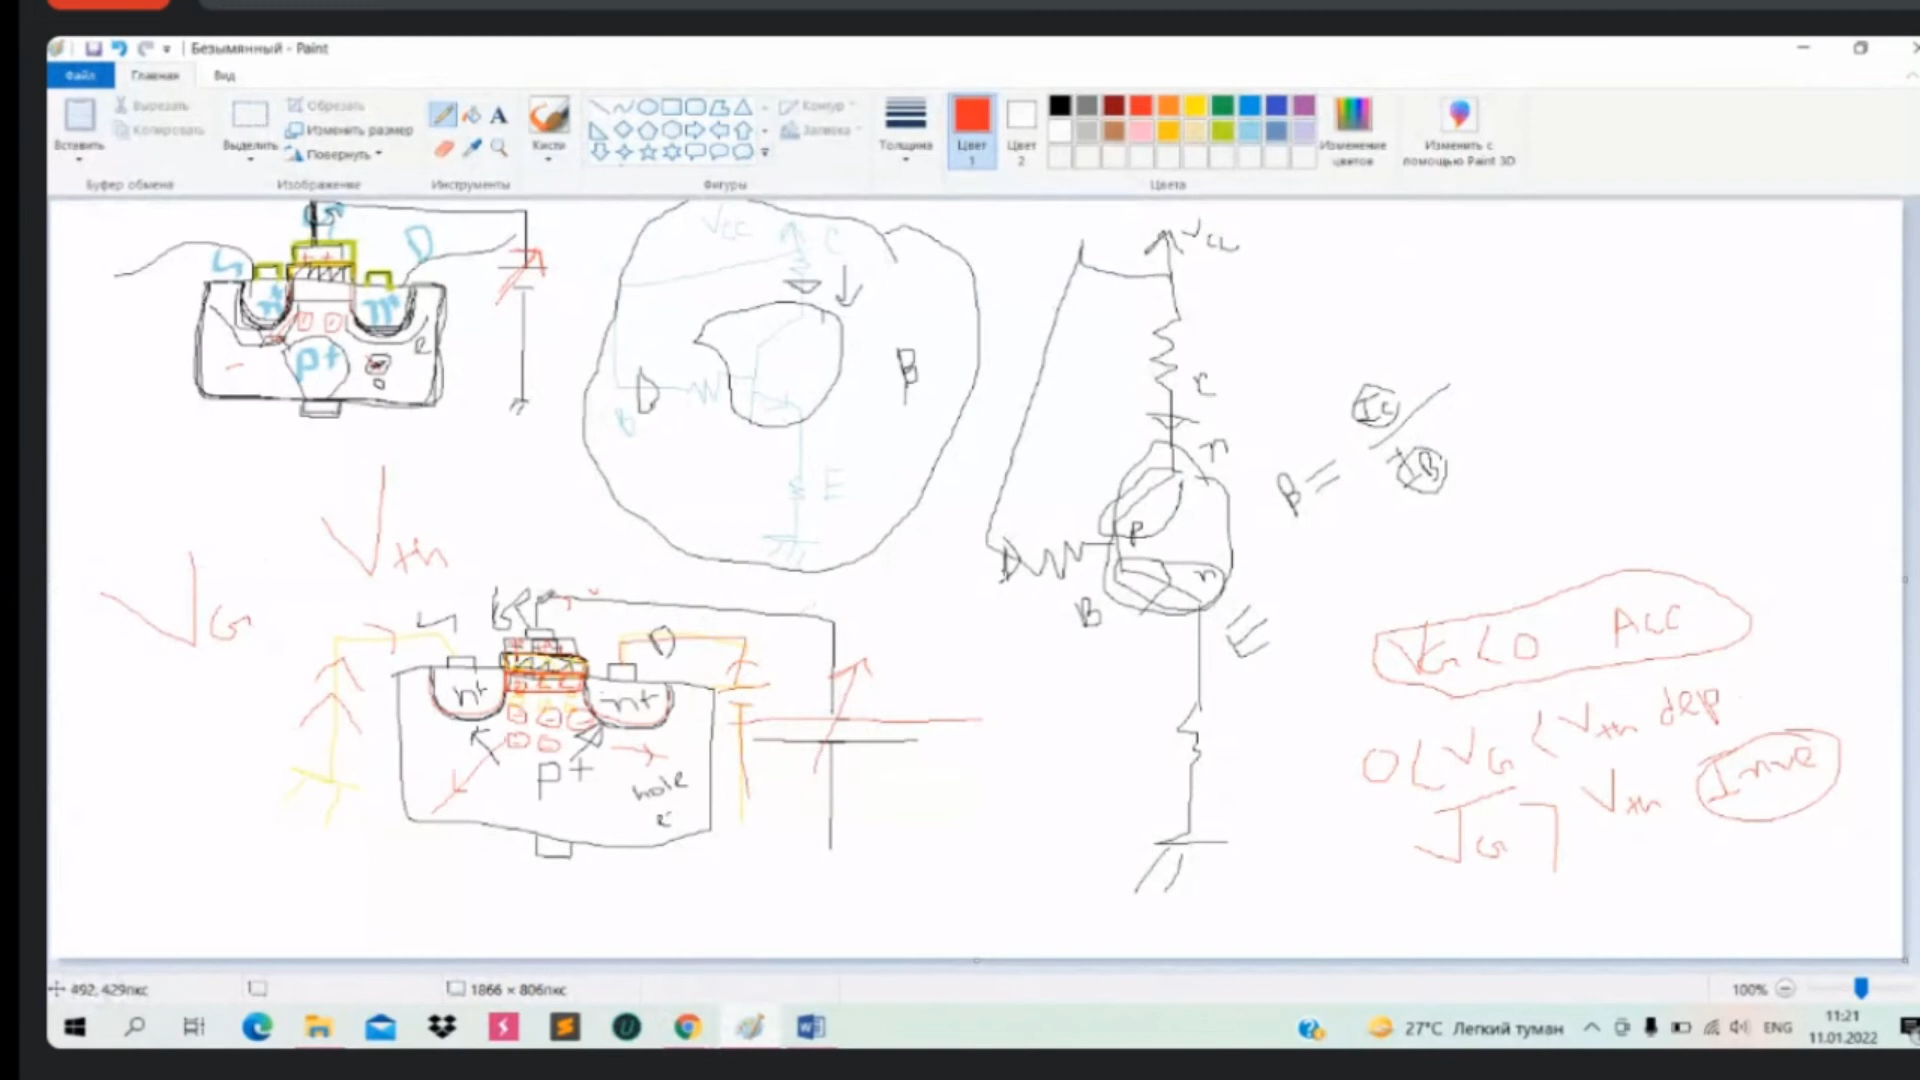 Безымянный - Paint
Файл
Главная
Вид
Вставить
Вырезать
Копировать
Буфер обмена
Выделить
Обрезать
Изменить размер
Повернуть
Изображение
A
Инструменты
Кисти
Контур
Заливка
Фигуры
Толщина
Цвет 1
Цвет 2
Изменение цветов
Изменить с помощью Paint 3D
Цвета
D
n+
n+
P+
Vcc
C
B
B
E
Vcc
C
n
P
n
B
E
β = Ic / IB
Vth
VG
D
n+
n+
P+
hole
VG < 0 Acc
0 < VG < Vth dep
VG > Vth Inve
492, 429пкс
1866 × 806пкс
100%
27°C Легкий туман
ENG
11:21
11.01.2022